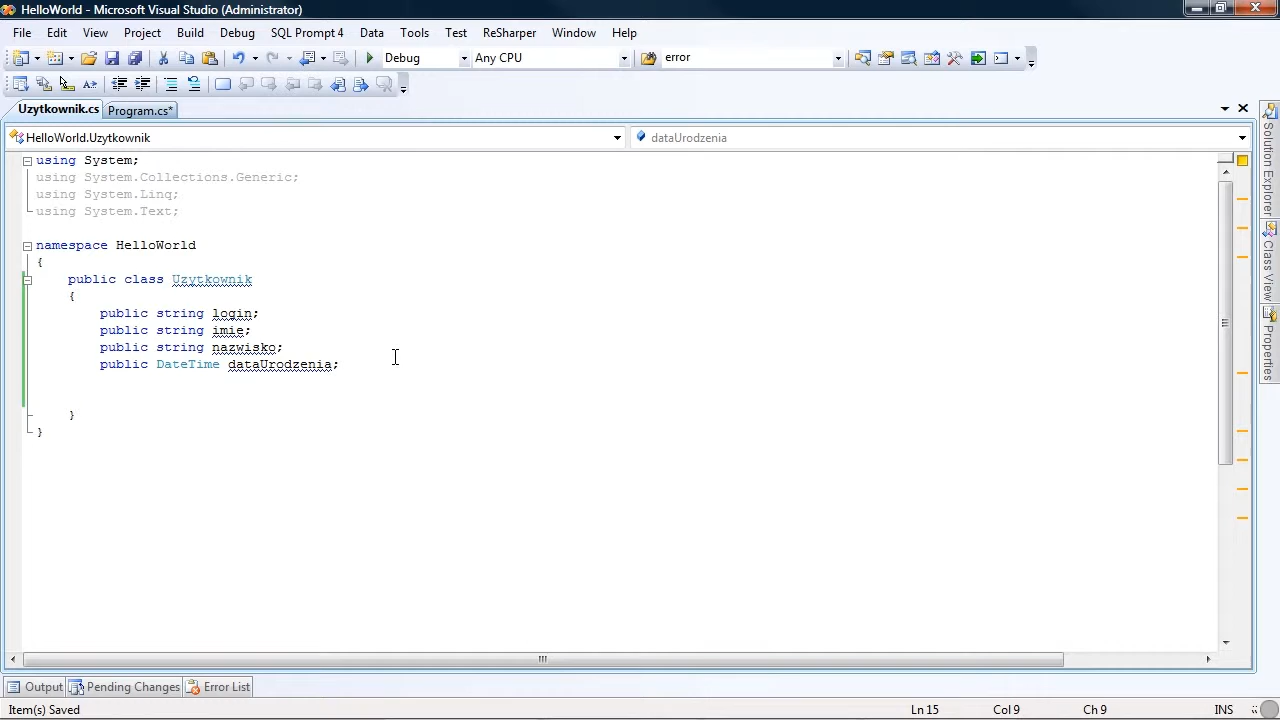 HelloWorld - Microsoft Visual Studio (Administrator)
File Edit View Project Build Debug SQL Prompt 4 Data Tools Test ReSharper Window Help
Debug Any CPU error
Uzytkownik.cs Program.cs*
HelloWorld.Uzytkownik dataUrodzenia
using System;
using System.Collections.Generic;
using System.Linq;
using System.Text;
namespace HelloWorld
{
public class Uzytkownik
{
public string login;
public string imie;
public string nazwisko;
public DateTime dataUrodzenia;
}
}
Solution Explorer
Class View
Properties
Output Pending Changes Error List
Item(s) Saved Ln 15 Col 9 Ch 9 INS